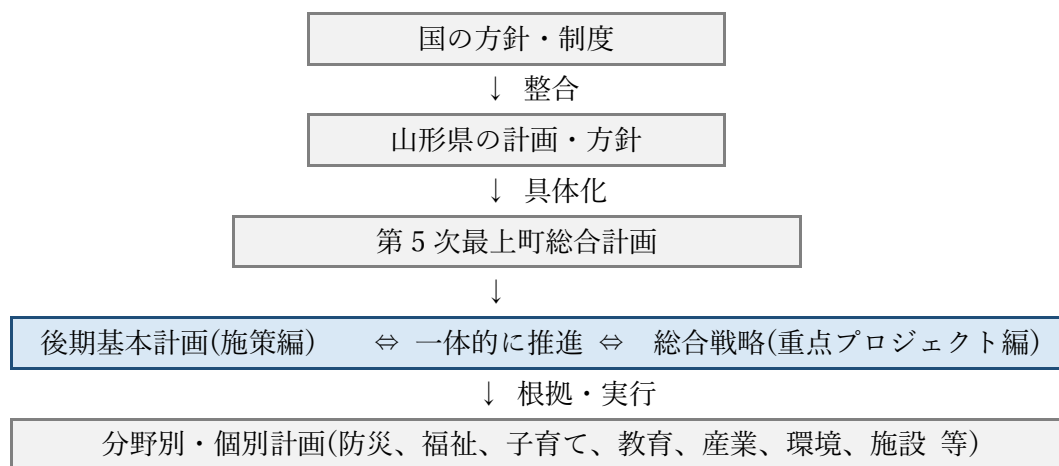 国の方針・制度
↓ 整合
山形県の計画・方針
↓ 具体化
第5次最上町総合計画
↓
後期基本計画(施策編) ⇔ 一体的に推進 ⇔ 総合戦略(重点プロジェクト編)
↓ 根拠・実行
分野別・個別計画(防災、福祉、子育て、教育、産業、環境、施設 等)